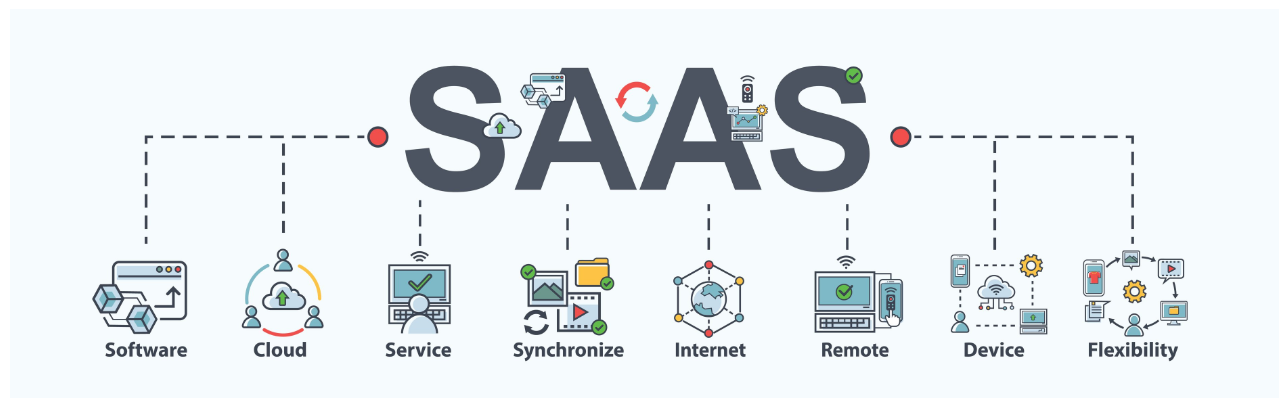 SAAS
Software
Cloud
Service
Synchronize
Internet
Remote
Device
Flexibility